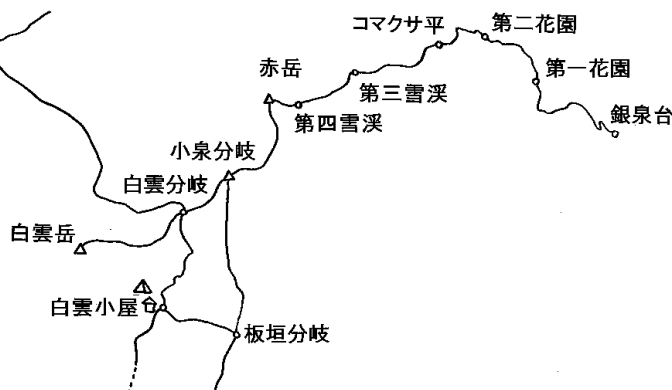 コマクサ平
第二花園
赤岳
第一花園
第三雪渓
銀泉台
第四雪渓
小泉分岐
白雲分岐
白雲岳
白雲小屋
板垣分岐